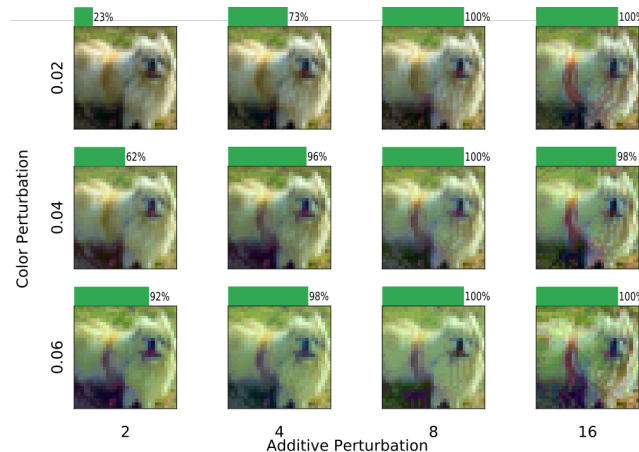 23% 73% 100% 100%
0.02
62% 96% 100% 98%
0.04
Color Perturbation
92% 98% 100% 100%
0.06
2 4 8 16
Additive Perturbation